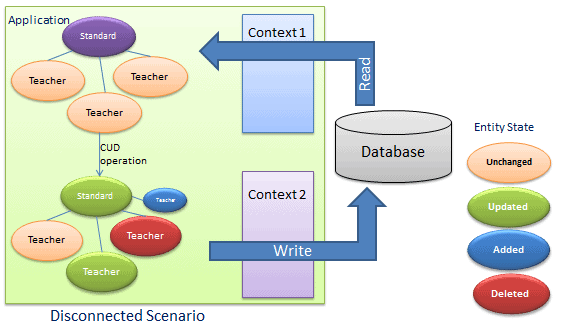 Application
Standard
Teacher
Teacher
Teacher
CUD
operation
Standard
Teacher
Teacher
Teacher
Teacher
Context 1
Context 2
Read
Write
Database
Entity State
Unchanged
Updated
Added
Deleted
Disconnected Scenario